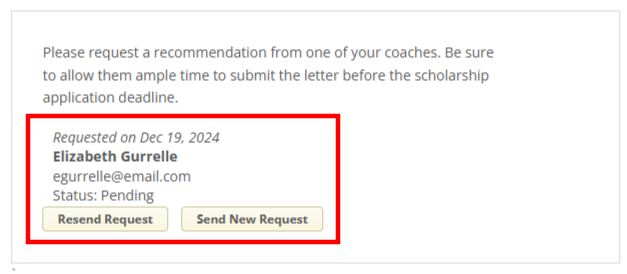 Please request a recommendation from one of your coaches. Be sure
to allow them ample time to submit the letter before the scholarship
application deadline.
Requested on Dec 19, 2024
Elizabeth Gurrelle
egurrelle@email.com
Status: Pending
Resend Request Send New Request
`